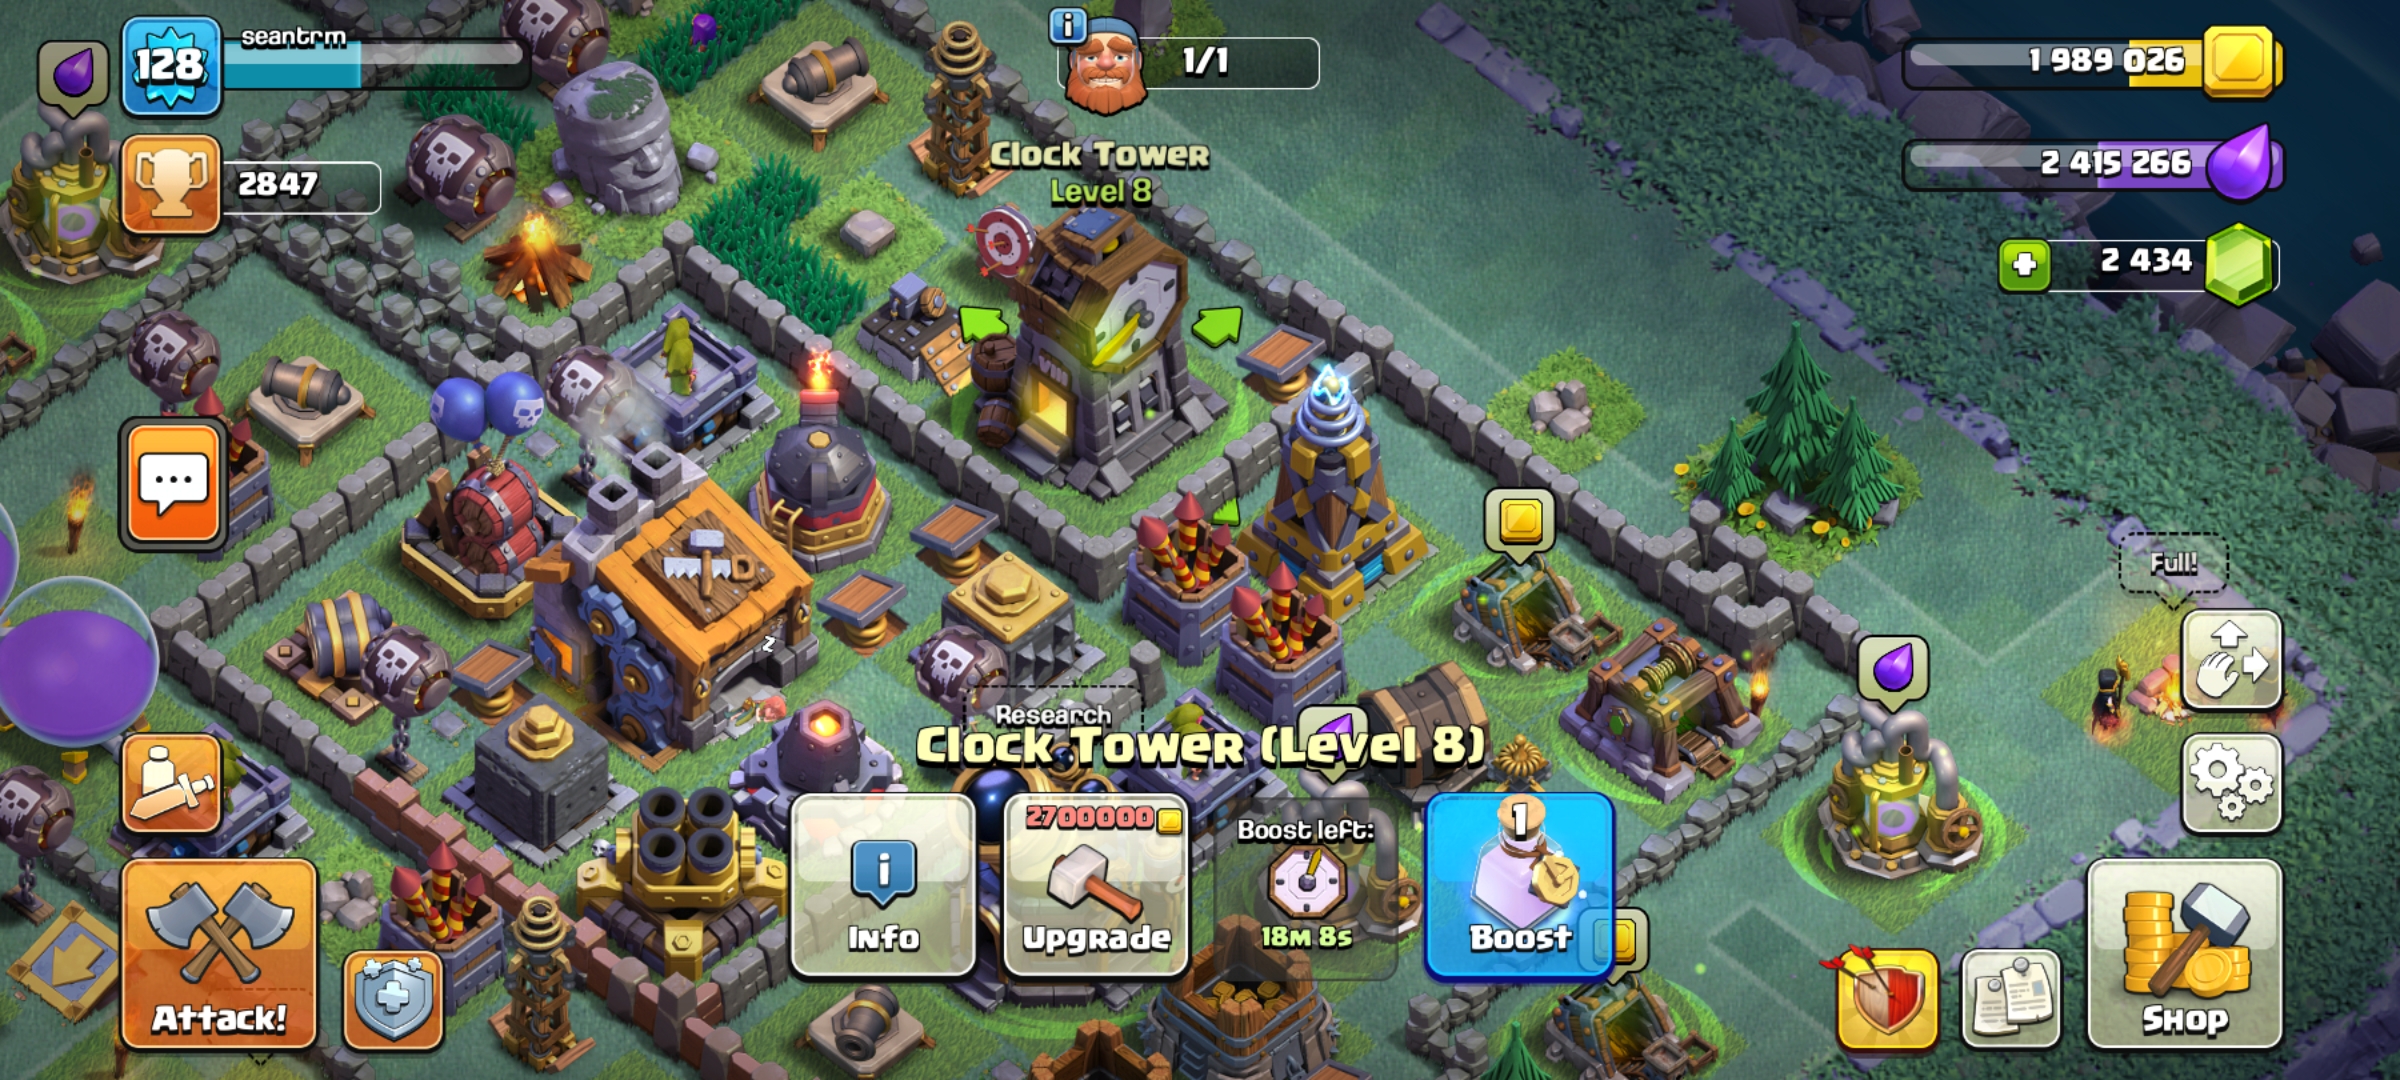 128
seantrm
1/1
1 989 026
2847
Clock Tower
Level 8
2 415 266
2 434
VIII
Full!
z
Research
Clock Tower (Level 8)
2700000
Boost left:
1
Info
Upgrade
18M 8s
Boost
Attack!
Shop